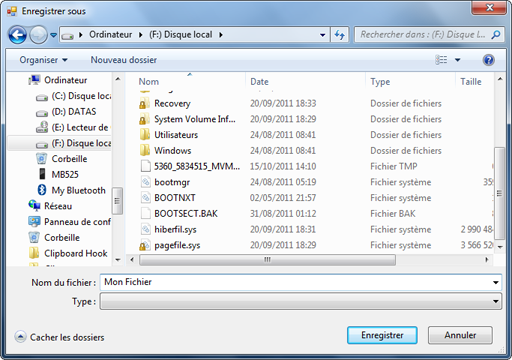 Enregistrer sous
Ordinateur (F:) Disque local
Rechercher dans : (F:) Disque L...
Organiser Nouveau dossier
Nom Date Type Taille
Ordinateur
(C:) Disque loca
(D:) DATAS
(E:) Lecteur de
(F:) Disque loca
Corbeille
MB525
My Bluetooth
Réseau
Panneau de conf
Corbeille
Clipboard Hook
Recovery 20/09/2011 18:33 Dossier de fichiers
System Volume Inf... 20/09/2011 18:29 Dossier de fichiers
Utilisateurs 24/08/2011 08:41 Dossier de fichiers
Windows 24/08/2011 08:41 Dossier de fichiers
5360_5834515_MVM... 15/10/2011 14:10 Fichier TMP
bootmgr 24/08/2011 05:19 Fichier système 35
BOOTNXT 02/05/2011 21:57 Fichier système
BOOTSECT.BAK 31/08/2011 01:12 Fichier BAK
hiberfil.sys 20/09/2011 18:31 Fichier système 2 990 48
pagefile.sys 20/09/2011 18:29 Fichier système 3 566 52
Nom du fichier : Mon Fichier
Type :
Cacher les dossiers
Enregistrer Annuler